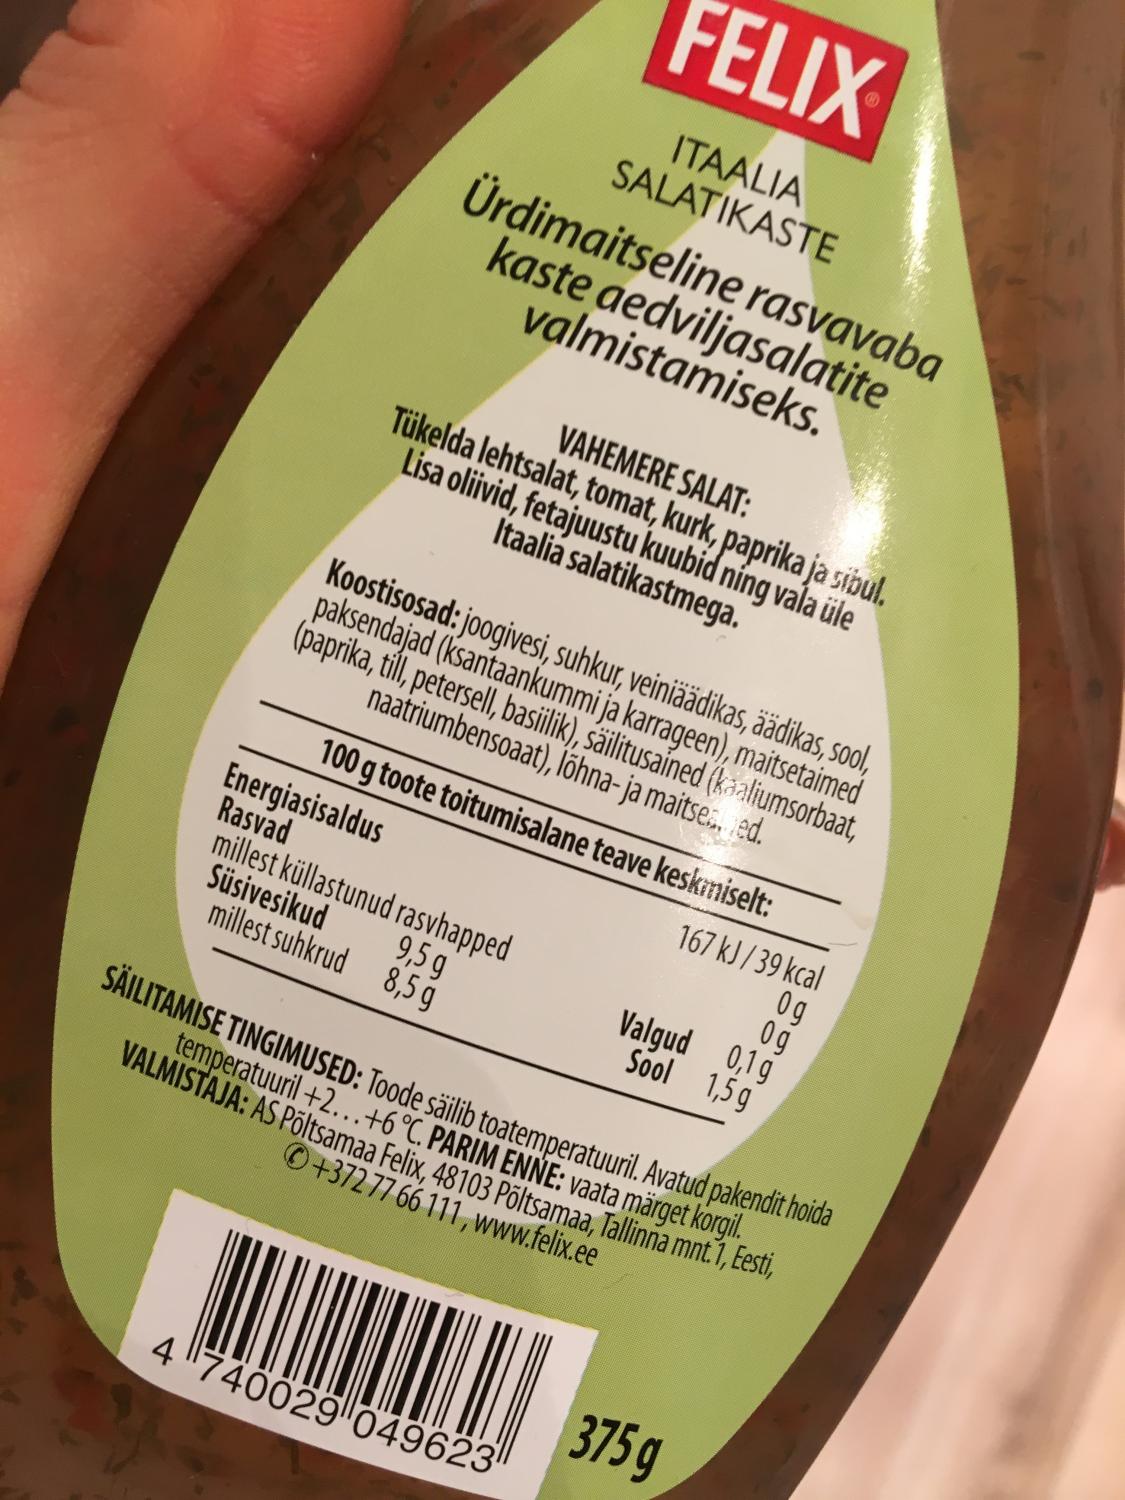 FELIX®
ITAALIA
SALATIKASTE
Ürdimaitseline rasvavaba
kaste aedviljasalatite
valmistamiseks.
VAHEMERE SALAT:
Tükelda lehtsalat, tomat, kurk, paprika ja sibul.
Lisa oliivid, fetajuustu kuubid ning vala üle
Itaalia salatikastmega.
Koostisosad: joogivesi, suhkur, veiniäädikas, äädikas, sool,
paksendajad (ksantaankummi ja karrageen), maitsetaimed
(paprika, till, petersell, basiilik), säilitusained (kaaliumsorbaat,
naatriumbensoaat), lõhna- ja
100 g toote toitumisalane teave keskmiselt:
Energiasisaldus 167 kJ / 39 kcal
Rasvad 0 g
millest küllastunud rasvhapped 0 g
Süsivesikud 9,5 g Valgud 0,1 g
millest suhkrud 8,5 g Sool 1,5 g
SÄILITAMISE TINGIMUSED: Toode säilib toatemperatuuril. Avatud pakendit hoida
temperatuuril +2...+6 °C. PARIM ENNE: vaata märget korgil.
VALMISTAJA: AS Põltsamaa Felix, 48103 Põltsamaa, Tallinna mnt.1, Eesti,
✆ +372 77 66 111, www.felix.ee
4 740029 049623
375 g